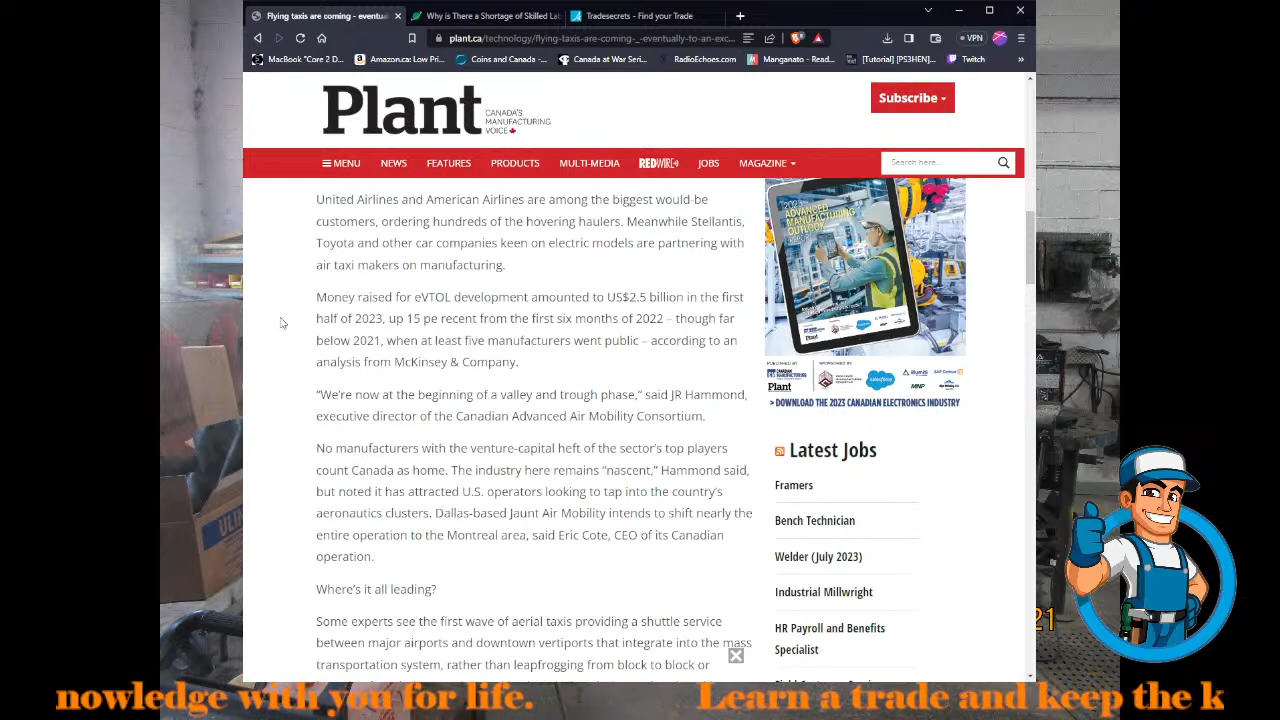 Flying taxis are coming - eventua
Why is There a Shortage of Skilled Lab
Tradesecrets - Find your Trade
plant.ca/technology/flying-taxis-are-coming-_-eventually-to-an-exc...
VPN
MacBook "Core 2 D...
Amazon.ca: Low Pri...
Coins and Canada -...
Canada at War Seri...
RadioEchoes.com
Manganato - Read...
[Tutorial] [PS3HEN]...
Twitch
Plant
CANADA'S
MANUFACTURING
VOICE
Subscribe
MENU NEWS FEATURES PRODUCTS MULTI-MEDIA REDWIRE JOBS MAGAZINE
Search here..
United Airlines and American Airlines are among the biggest would-be
customers, ordering hundreds of the hovering haulers. Meanwhile Stellantis,
Toyota and other car companies keen on electric models are partnering with
air taxi makers on manufacturing.
Money raised for eVTOL development amounted to US$2.5 billion in the first
half of 2023, up 15 pe recent from the first six months of 2022 – though far
below 2021, when at least five manufacturers went public – according to an
analysis from McKinsey & Company.
“We’re now at the beginning of a valley and trough phase,” said JR Hammond,
executive director of the Canadian Advanced Air Mobility Consortium.
No manufacturers with the venture-capital heft of the sector’s top players
count Canada as home. The industry here remains “nascent,” Hammond said,
but noted it has attracted U.S. operators looking to tap into the country’s
aeronautics clusters. Dallas-based Jaunt Air Mobility intends to shift nearly the
entire operation to the Montreal area, said Eric Cote, CEO of its Canadian
operation.
Where’s it all leading?
Some experts see the first wave of aerial taxis providing a shuttle service
between major airports and downtown vertiports that integrate into the mass
transportation system, rather than leapfrogging from block to block or
2023
ADVANCED
MANUFACTURING
OUTLOOK
REPORT
PUBLISHED BY
SPONSORED BY
Plant
salesforce
MNP
> DOWNLOAD THE 2023 CANADIAN ELECTRONICS INDUSTRY
Latest Jobs
Framers
Bench Technician
Welder (July 2023)
Industrial Millwright
HR Payroll and Benefits
Specialist
21
nowledge with you for life.
Learn a trade and keep the k